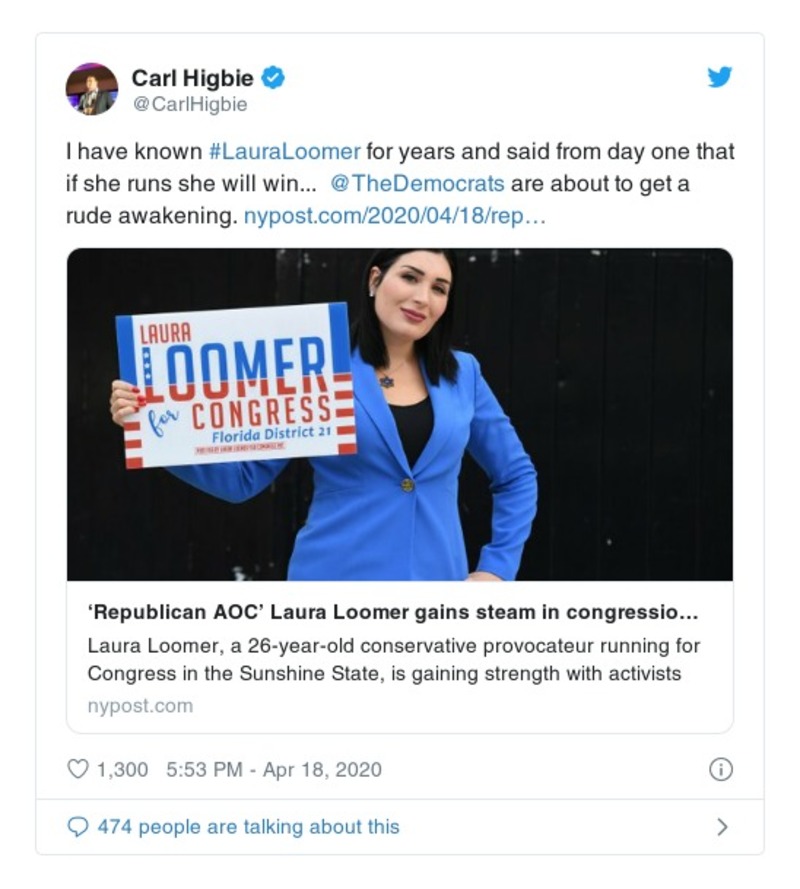 Carl Higbie
@CarlHigbie
I have known #LauraLoomer for years and said from day one that
if she runs she will win... @TheDemocrats are about to get a
rude awakening. nypost.com/2020/04/18/rep…
LAURA
LOOMER
for CONGRESS
Florida District 21
‘Republican AOC’ Laura Loomer gains steam in congressio…
Laura Loomer, a 26-year-old conservative provocateur running for
Congress in the Sunshine State, is gaining strength with activists
nypost.com
1,300 5:53 PM - Apr 18, 2020
474 people are talking about this